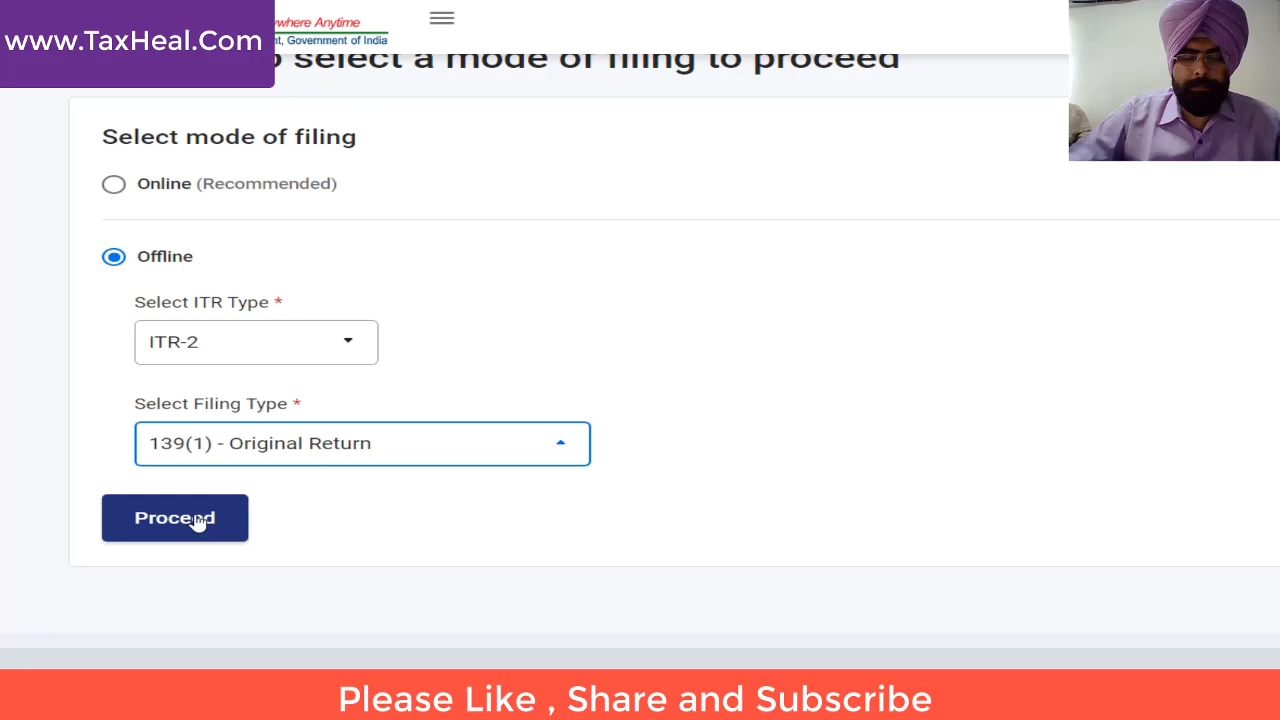 www.TaxHeal.Com
ywhere Anytime
nt, Government of India
o select a mode of filing to proceed
Select mode of filing
Online (Recommended)
Offline
Select ITR Type *
ITR-2
Select Filing Type *
139(1) - Original Return
Proceed
Please Like , Share and Subscribe